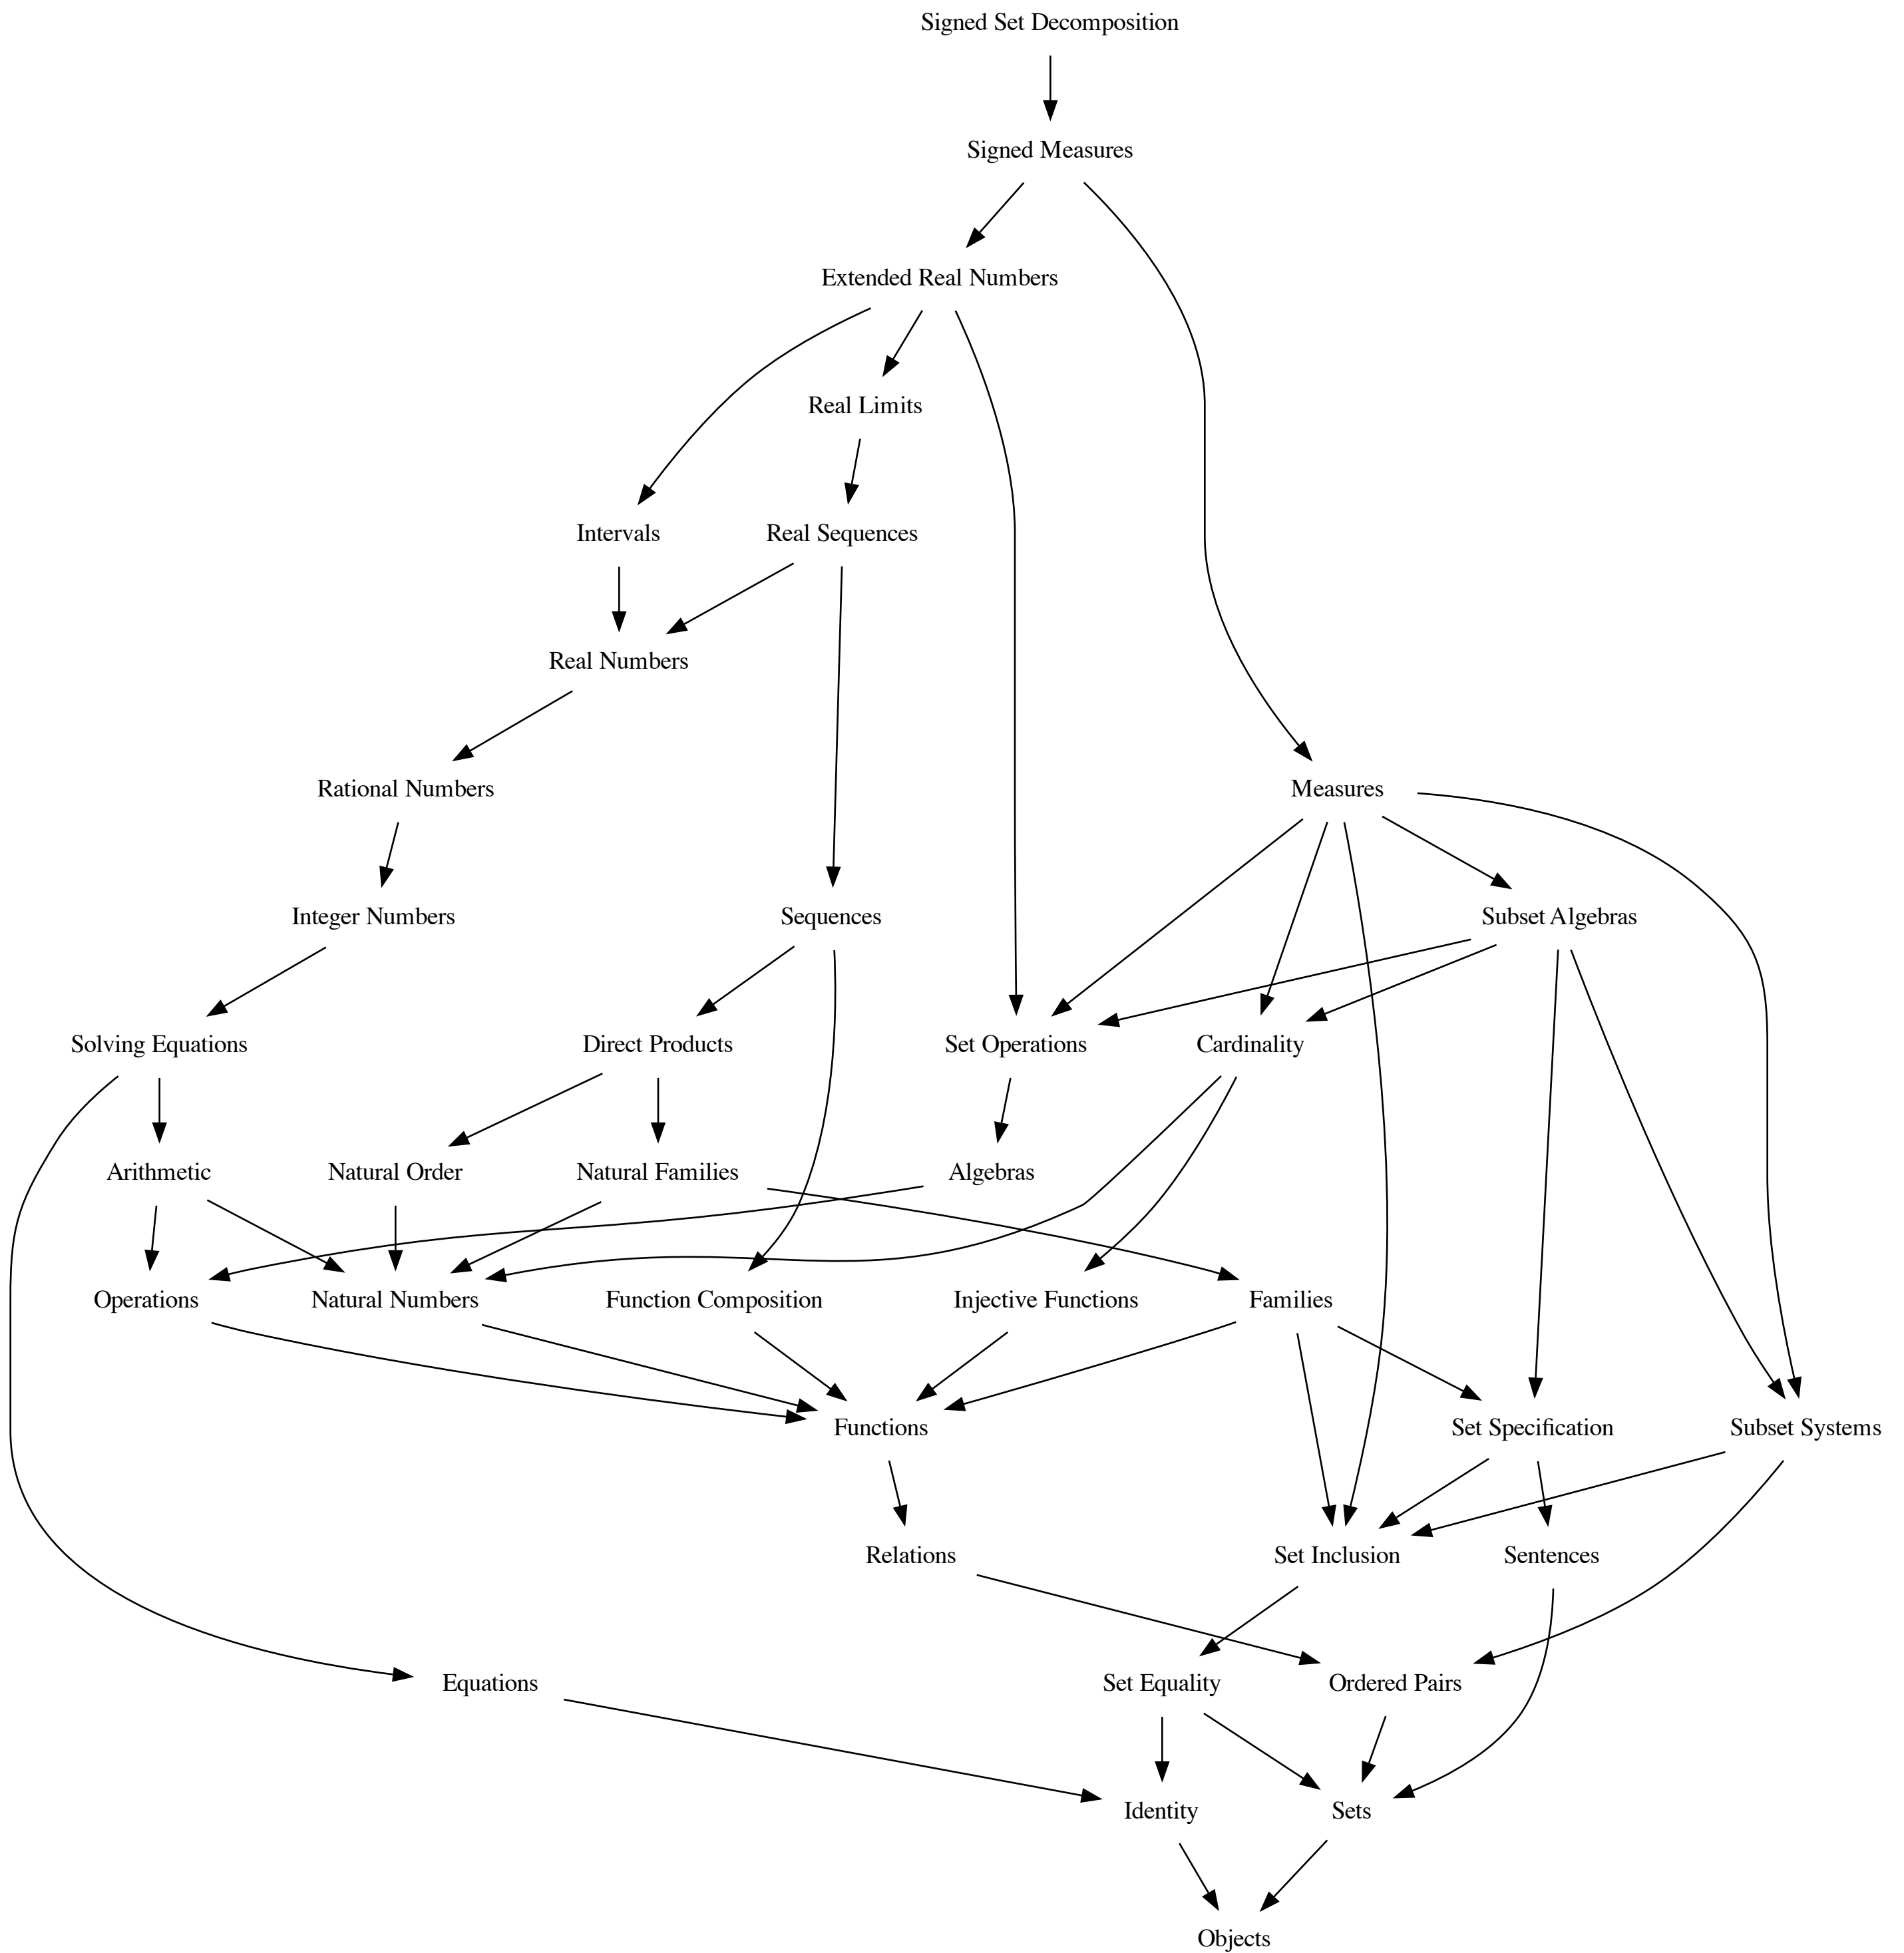 Signed Set Decomposition
Signed Measures
Extended Real Numbers
Real Limits
Intervals
Real Sequences
Real Numbers
Rational Numbers
Measures
Integer Numbers
Sequences
Subset Algebras
Solving Equations
Direct Products
Set Operations
Cardinality
Arithmetic
Natural Order
Natural Families
Algebras
Operations
Natural Numbers
Function Composition
Injective Functions
Families
Functions
Set Specification
Subset Systems
Relations
Set Inclusion
Sentences
Equations
Set Equality
Ordered Pairs
Identity
Sets
Objects